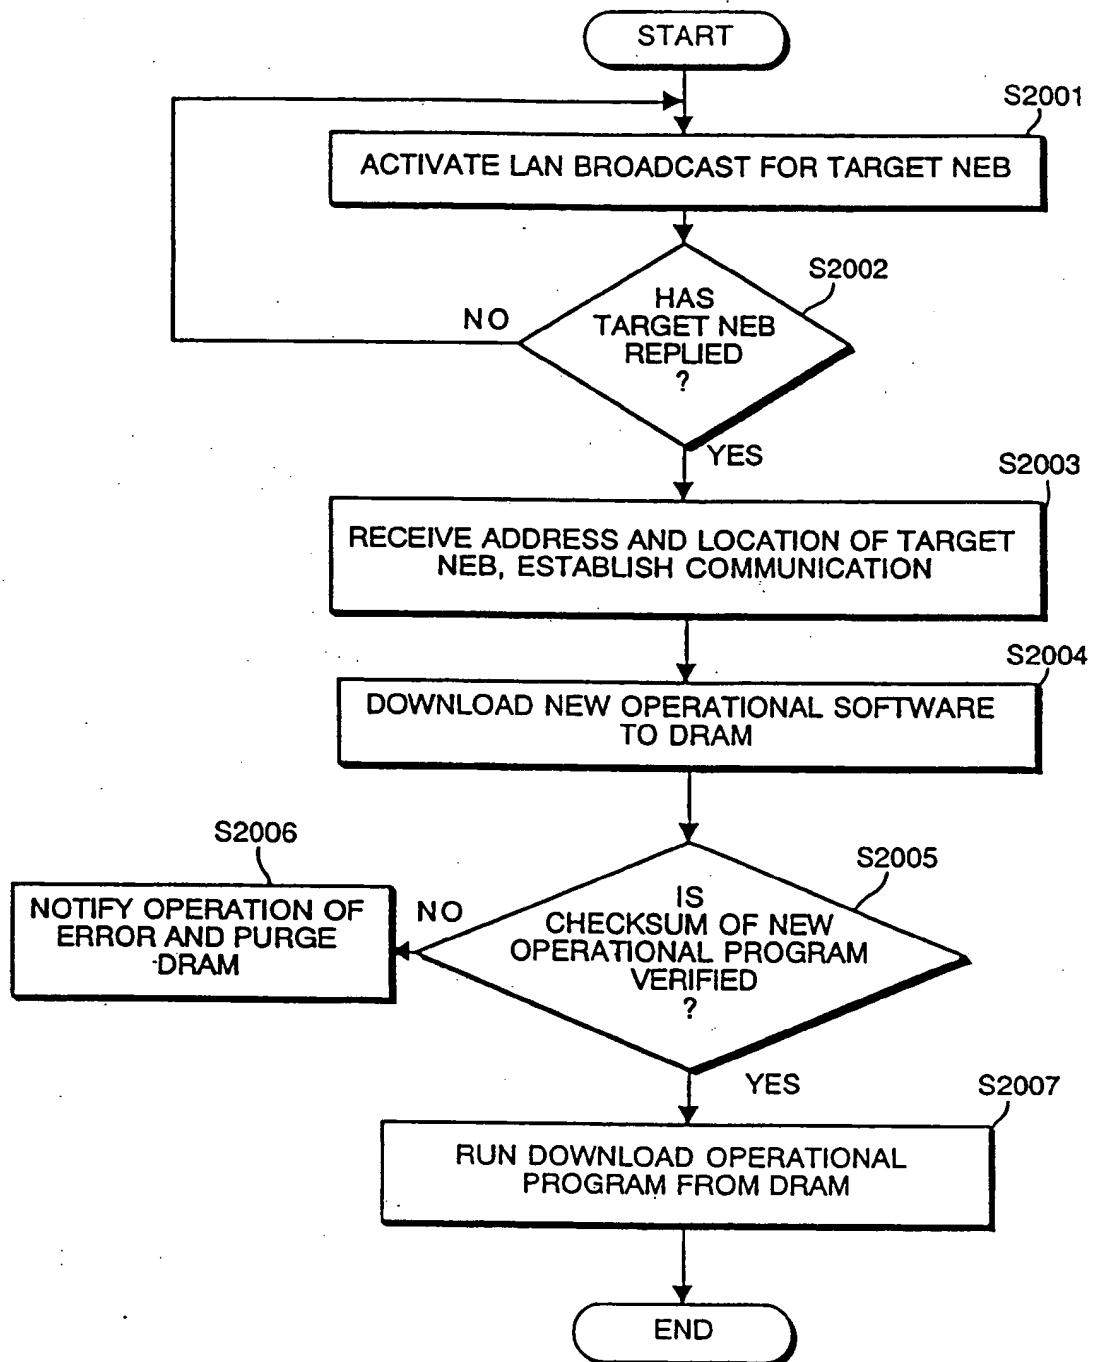 START
S2001
ACTIVATE LAN BROADCAST FOR TARGET NEB
S2002
HAS
TARGET NEB
REPLIED
?
NO
YES
S2003
RECEIVE ADDRESS AND LOCATION OF TARGET
NEB, ESTABLISH COMMUNICATION
S2004
DOWNLOAD NEW OPERATIONAL SOFTWARE
TO DRAM
S2005
IS
CHECKSUM OF NEW
OPERATIONAL PROGRAM
VERIFIED
?
NO
S2006
NOTIFY OPERATION OF
ERROR AND PURGE
DRAM
YES
S2007
RUN DOWNLOAD OPERATIONAL
PROGRAM FROM DRAM
END